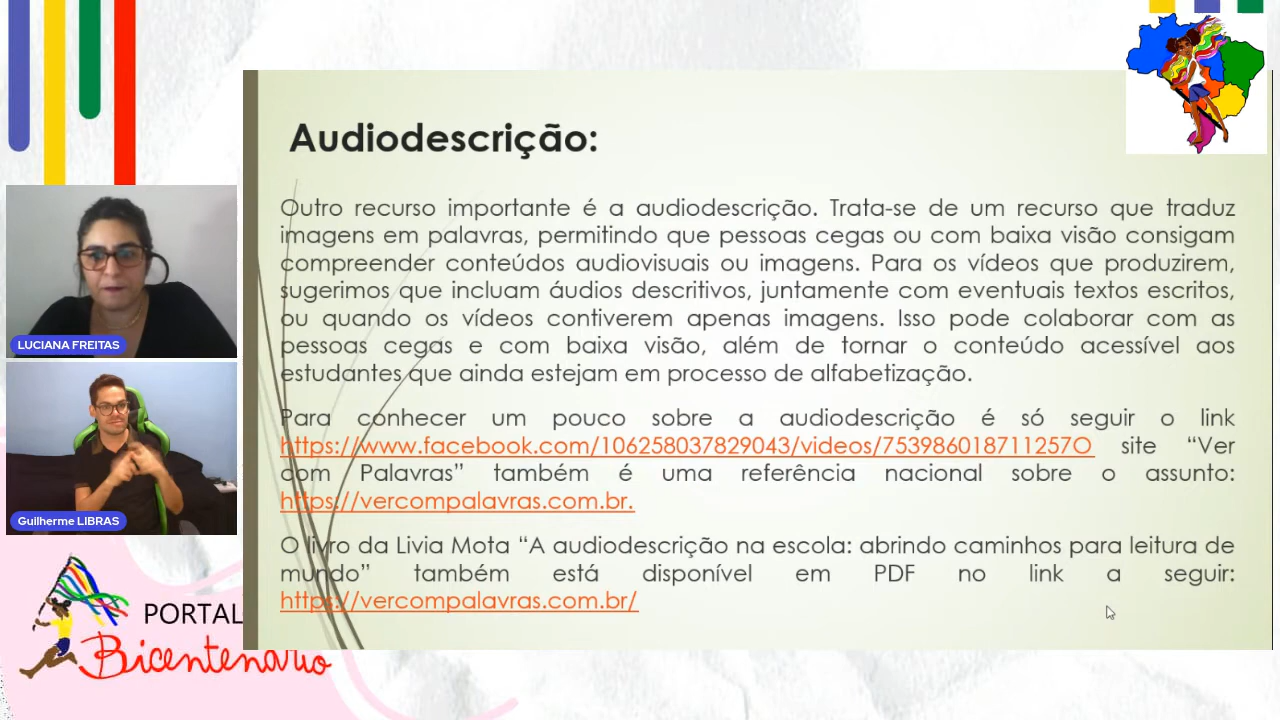 Audiodescrição:
Outro recurso importante é a audiodescrição. Trata-se de um recurso que traduz
imagens em palavras, permitindo que pessoas cegas ou com baixa visão consigam
compreender conteúdos audiovisuais ou imagens. Para os vídeos que produzirem,
sugerimos que incluam áudios descritivos, juntamente com eventuais textos escritos,
ou quando os vídeos contiverem apenas imagens. Isso pode colaborar com as
pessoas cegas e com baixa visão, além de tornar o conteúdo acessível aos
estudantes que ainda estejam em processo de alfabetização.
Para conhecer um pouco sobre a audiodescrição é só seguir o link
https://www.facebook.com/106258037829043/videos/753986018711257O site “Ver
com Palavras” também é uma referência nacional sobre o assunto:
https://vercompalavras.com.br.
O livro da Livia Mota “A audiodescrição na escola: abrindo caminhos para leitura de
mundo” também está disponível em PDF no link a seguir:
https://vercompalavras.com.br/
LUCIANA FREITAS
Guilherme LIBRAS
PORTAL
Bicentenário